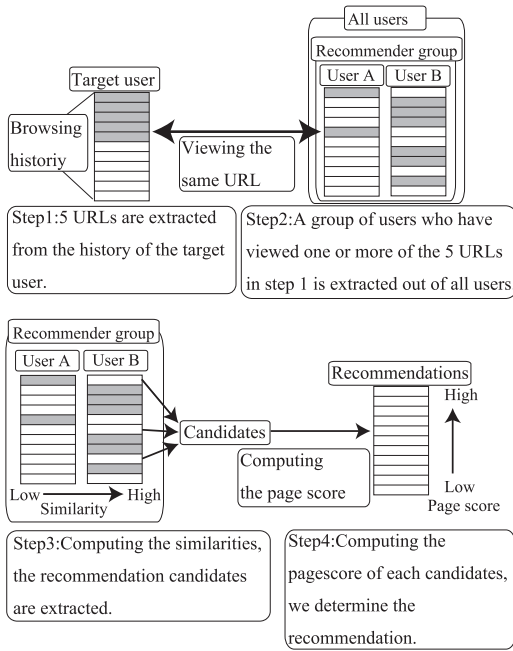 All users
Recommender group
Target user
User A
User B
Browsing
historiy
Viewing the
same URL
Step1:5 URLs are extracted
from the history of the target
user.
Step2:A group of users who have
viewed one or more of the 5 URLs
in step 1 is extracted out of all users.
Recommender group
User A
User B
Recommendations
High
Candidates
Computing
the page score
Low
Page score
Low
High
Similarity
Step3:Computing the similarities,
the recommendation candidates
are extracted.
Step4:Computing the
pagescore of each candidates,
we determine the
recommendation.